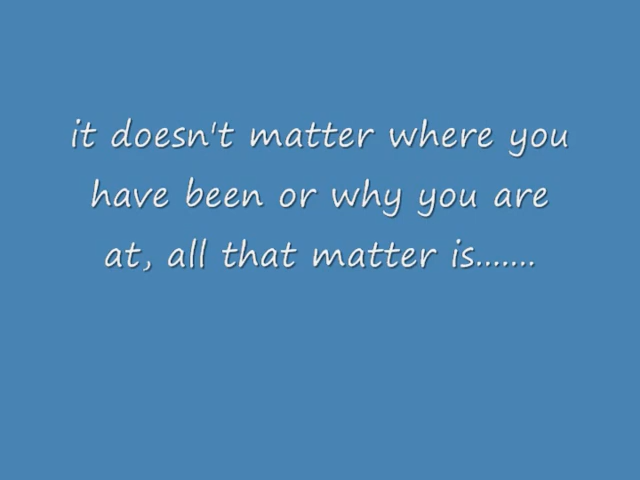 it doesn't matter where you
have been or why you are
at, all that matter is.......